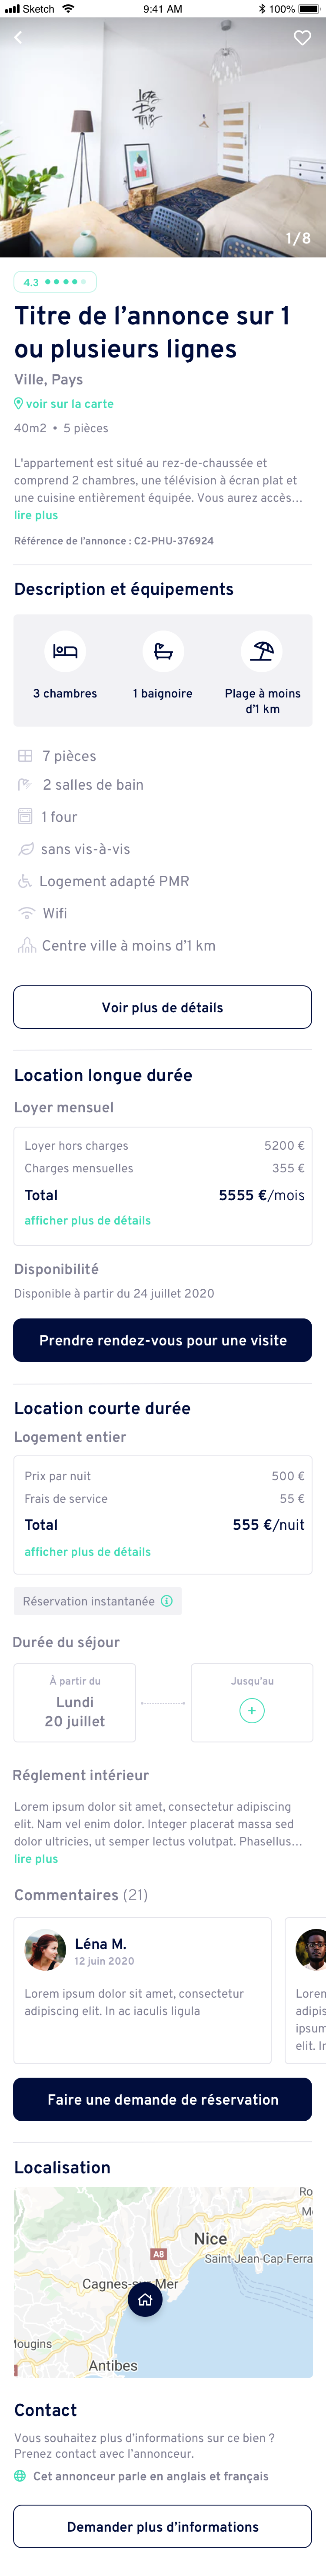 Sketch
9:41 AM
100%
Let's
Do
This
1/8
4.3
Titre de l’annonce sur 1
ou plusieurs lignes
Ville, Pays
voir sur la carte
40m2 • 5 pièces
L'appartement est situé au rez-de-chaussée et
comprend 2 chambres, une télévision à écran plat et
une cuisine entièrement équipée. Vous aurez accès…
lire plus
Référence de l’annonce : C2-PHU-376924
Description et équipements
3 chambres
1 baignoire
Plage à moins
d’1 km
7 pièces
2 salles de bain
1 four
sans vis-à-vis
Logement adapté PMR
Wifi
Centre ville à moins d’1 km
Voir plus de détails
Location longue durée
Loyer mensuel
Loyer hors charges 5200 €
Charges mensuelles 355 €
Total 5555 €/mois
afficher plus de détails
Disponibilité
Disponible à partir du 24 juillet 2020
Prendre rendez-vous pour une visite
Location courte durée
Logement entier
Prix par nuit 500 €
Frais de service 55 €
Total 555 €/nuit
afficher plus de détails
Réservation instantanée
Durée du séjour
À partir du
Lundi
20 juillet
Jusqu'au
+
Réglement intérieur
Lorem ipsum dolor sit amet, consectetur adipiscing
elit. Nam vel enim dolor. Integer placerat massa sed
dolor ultricies, ut semper lectus volutpat. Phasellus…
lire plus
Commentaires (21)
Léna M.
12 juin 2020
Lorem ipsum dolor sit amet, consectetur
adipiscing elit. In ac iaculis ligula
Lorem
adipis
ipsum
elit. In
Faire une demande de réservation
Localisation
Ro
M
Nice
A8
Saint-Jean-Cap-Ferra
Cagnes-sur-Mer
Mougins
Antibes
Contact
Vous souhaitez plus d’informations sur ce bien ?
Prenez contact avec l’annonceur.
Cet annonceur parle en anglais et français
Demander plus d’informations